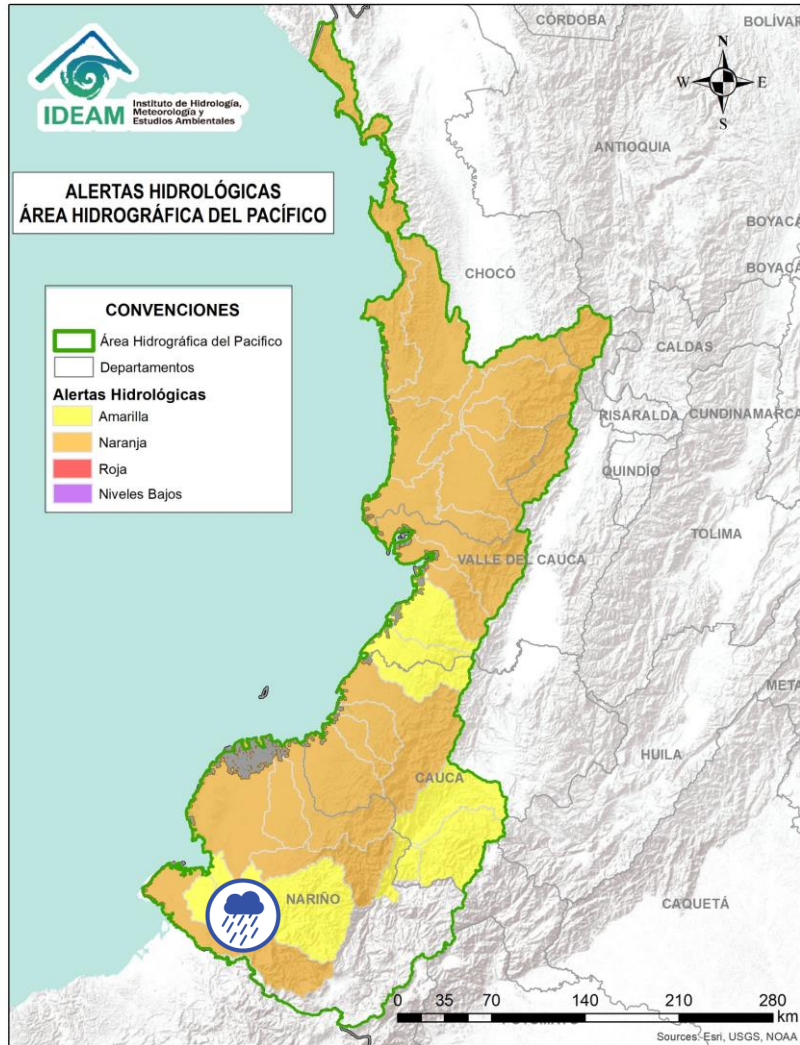 CÓRDOBA
BOLÍVAR
IDEAM
Instituto de Hidrología,
Meteorología y
Estudios Ambientales
N
W
E
S
ANTIOQUIA
ALERTAS HIDROLÓGICAS
ÁREA HIDROGRÁFICA DEL PACÍFICO
BOYACÁ
BOYACÁ
CHOCÓ
CONVENCIONES
Área Hidrográfica del Pacifico
Departamentos
Alertas Hidrológicas
Amarilla
Naranja
Roja
Niveles Bajos
CALDAS
RISARALDA
CUNDINAMARCA
QUINDÍO
TOLIMA
VALLE DEL CAUCA
META
HUILA
CAUCA
NARIÑO
CAQUETÁ
0 35 70 140 210 280
km
Sources: Esri, USGS, NOAA